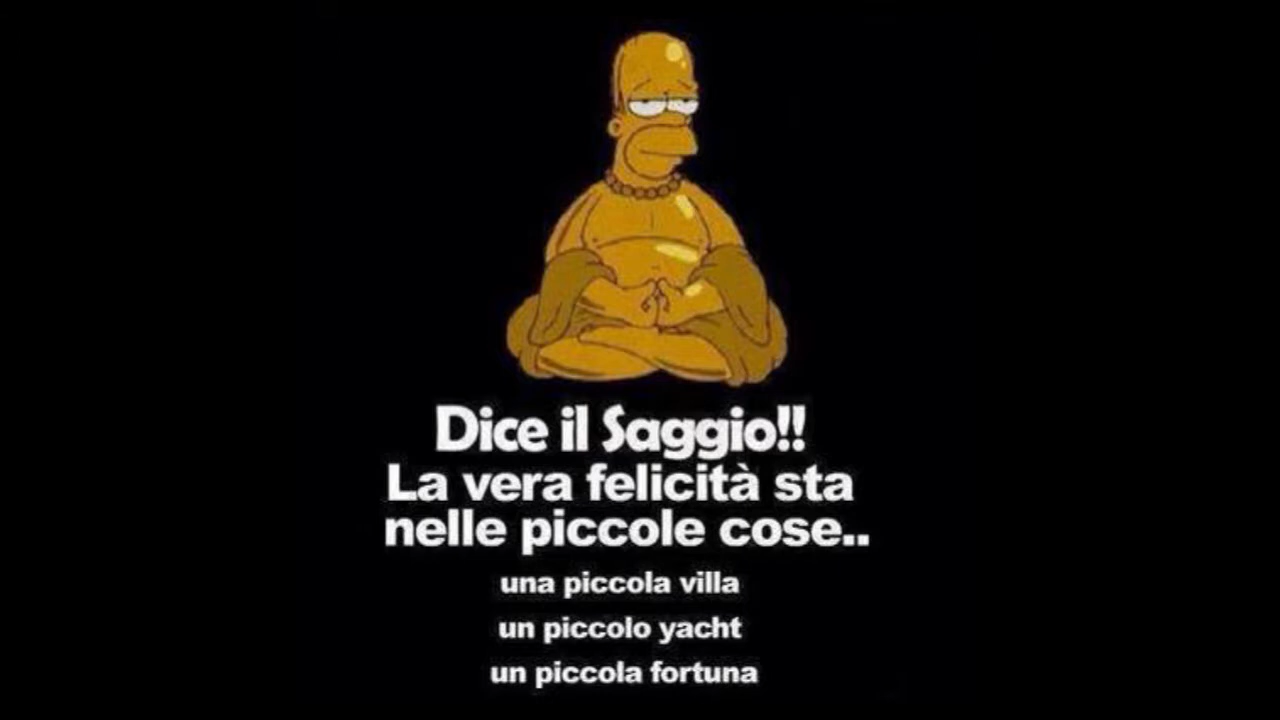 Dice il Saggio!!
La vera felicità sta
nelle piccole cose..
una piccola villa
un piccolo yacht
un piccola fortuna